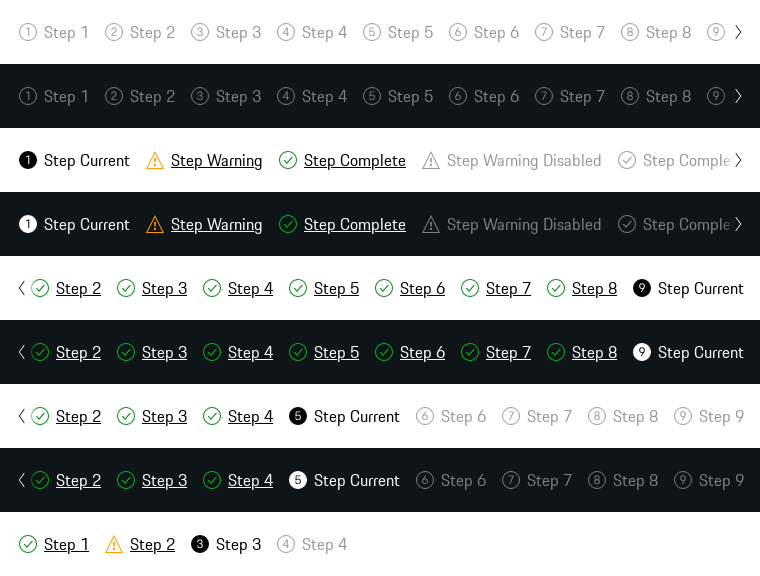 1 Step 1 2 Step 2 3 Step 3 4 Step 4 5 Step 5 6 Step 6 7 Step 7 8 Step 8 9
1 Step 1 2 Step 2 3 Step 3 4 Step 4 5 Step 5 6 Step 6 7 Step 7 8 Step 8 9
1 Step Current Step Warning Step Complete Step Warning Disabled Step Comple
1 Step Current Step Warning Step Complete Step Warning Disabled Step Comple
Step 2 Step 3 Step 4 Step 5 Step 6 Step 7 Step 8 9 Step Current
Step 2 Step 3 Step 4 Step 5 Step 6 Step 7 Step 8 9 Step Current
Step 2 Step 3 Step 4 5 Step Current 6 Step 6 7 Step 7 8 Step 8 9 Step 9
Step 2 Step 3 Step 4 5 Step Current 6 Step 6 7 Step 7 8 Step 8 9 Step 9
Step 1 Step 2 3 Step 3 4 Step 4